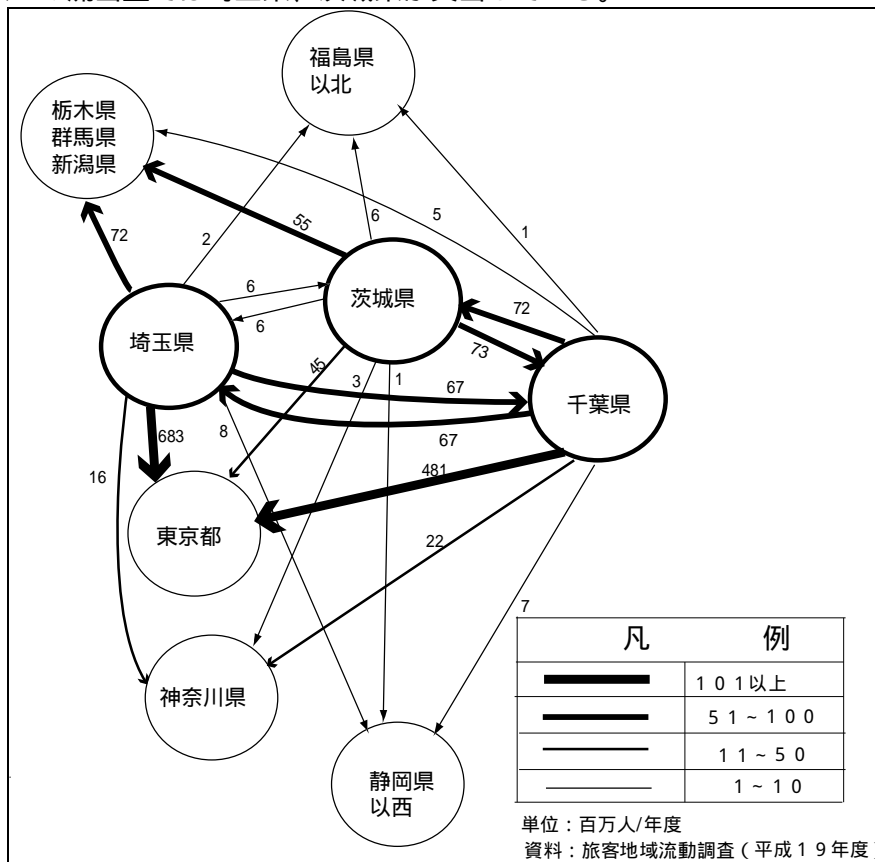 福島県
以北
栃木県
群馬県
新潟県
5
1
6
55
2
72
6
茨城県
72
6
73
埼玉県
45
3
1
67
千葉県
8
67
683
481
16
東京都
22
7
凡 例
101以上
51~100
11~50
1~10
神奈川県
静岡県
以西
単位:百万人/年度
資料:旅客地域流動調査(平成19年度)